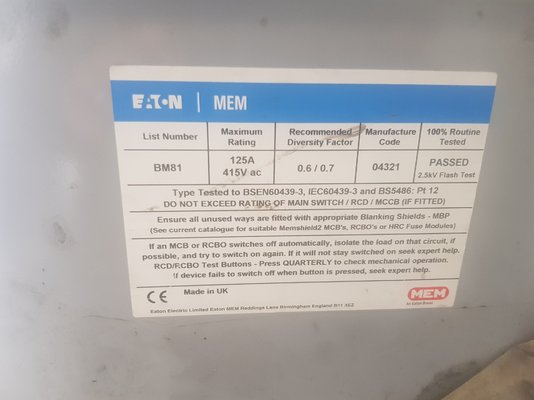 EATON | MEM
List Number Maximum Rating Recommended Diversity Factor Manufacture Code 100% Routine Tested
BM81 125A 415V ac 0.6 / 0.7 04321 PASSED 2.5kV Flash Test
Type Tested to BSEN60439-3, IEC60439-3 and BS5486: Pt 12
DO NOT EXCEED RATING OF MAIN SWITCH / RCD / MCCB (IF FITTED)
Ensure all unused ways are fitted with appropriate Blanking Shields - MBP
(See current catalogue for suitable Memshield2 MCB's, RCBO's or HRC Fuse Modules)
If an MCB or RCBO switches off automatically, isolate the load on that circuit, if
possible, and try to switch on again. If it will not stay switched on seek expert help.
RCD/RCBO Test Buttons - Press QUARTERLY to check mechanical operation.
If device fails to switch off when button is pressed, seek expert help.
CE Made in UK MEM
An Eaton Brand
Eaton Electric Limited Eaton MEM Reddings Lane Birmingham England B11 3EZ